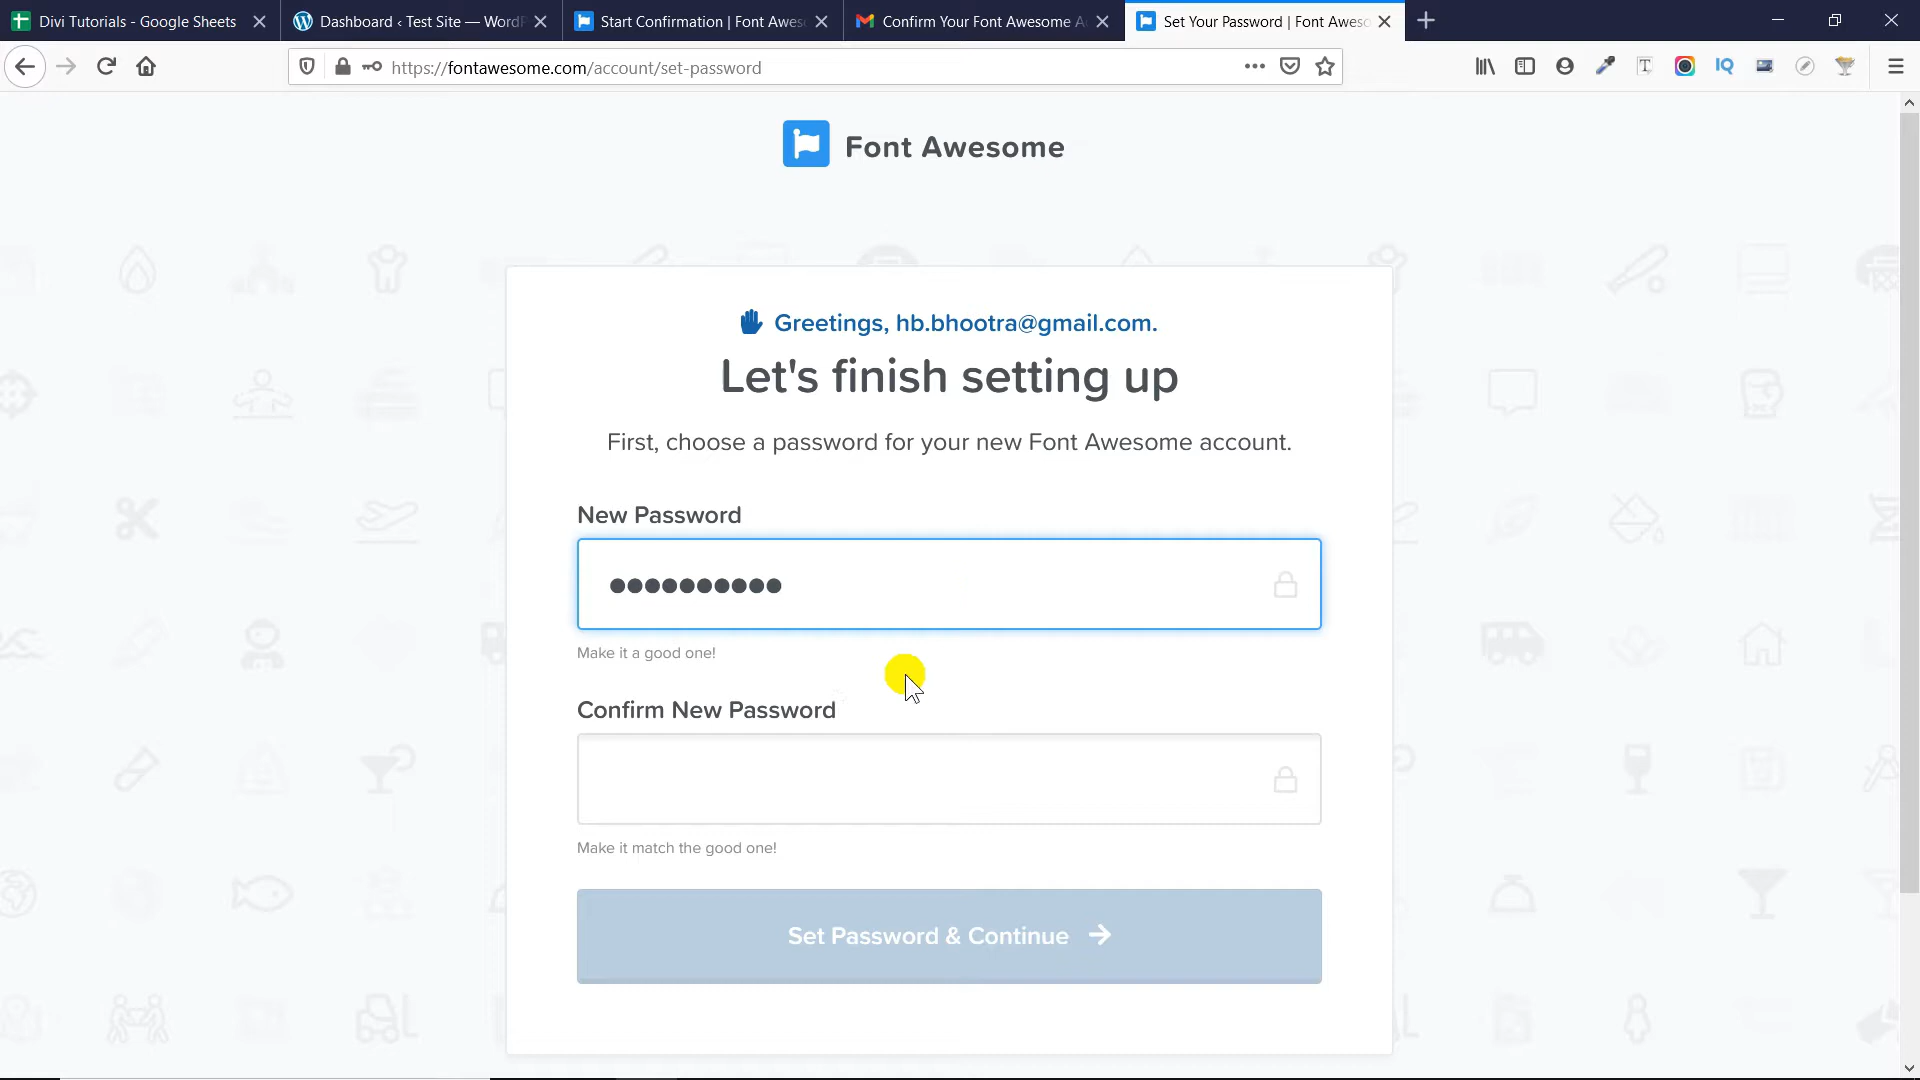 Divi Tutorials - Google Sheets
Dashboard ‹ Test Site — WordP
Start Confirmation | Font Awes
Confirm Your Font Awesome A
Set Your Password | Font Aweso
https://fontawesome.com/account/set-password
T
IQ
Font Awesome
Greetings, hb.bhootra@gmail.com.
Let's finish setting up
First, choose a password for your new Font Awesome account.
New Password
Make it a good one!
Confirm New Password
Make it match the good one!
Set Password & Continue